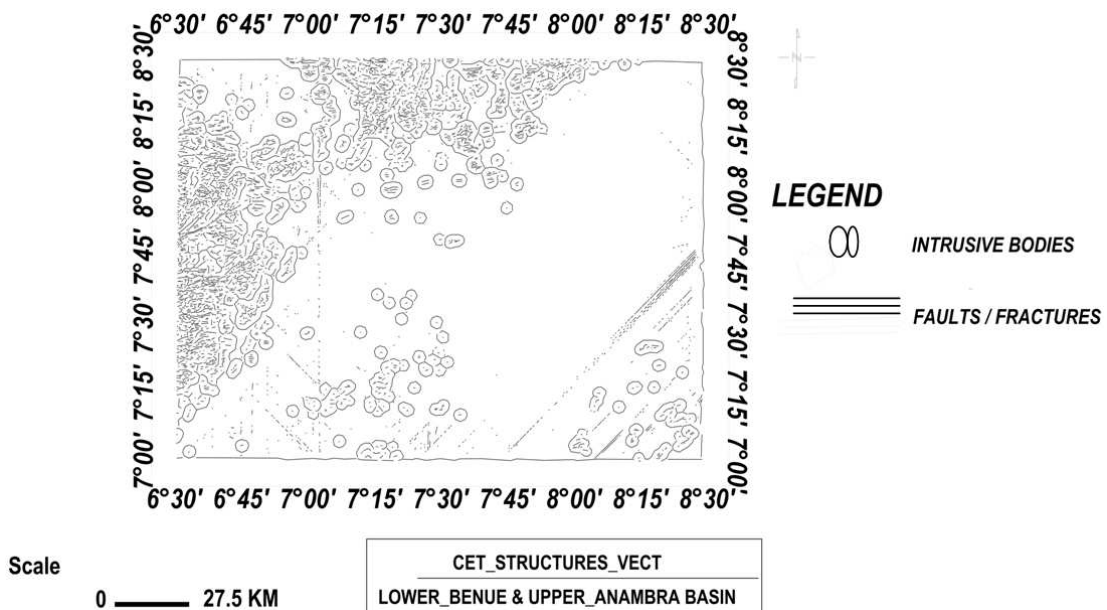 6°30' 6°45' 7°00' 7°15' 7°30' 7°45' 8°00' 8°15' 8°30'
8°30' 8°15' 8°00' 7°45' 7°30' 7°15' 7°00'
8°30' 8°15' 8°00' 7°45' 7°30' 7°15' 7°00'
N
LEGEND
INTRUSIVE BODIES
FAULTS / FRACTURES
6°30' 6°45' 7°00' 7°15' 7°30' 7°45' 8°00' 8°15' 8°30'
Scale
0 27.5 KM
CET_STRUCTURES_VECT
LOWER_BENUE & UPPER_ANAMBRA BASIN